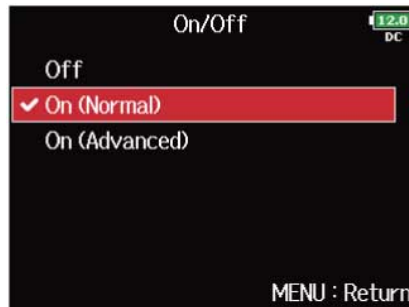 On/Off
12.0
DC
Off
On (Normal)
On (Advanced)
MENU : Return